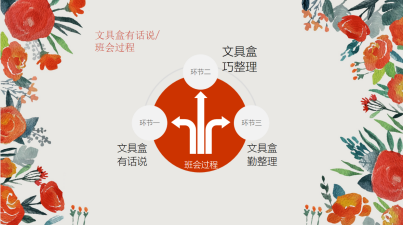 文具盒有话说/
班会过程
环节二
文具盒
巧整理
环节一
环节三
文具盒
有话说
班会过程
文具盒
勤整理